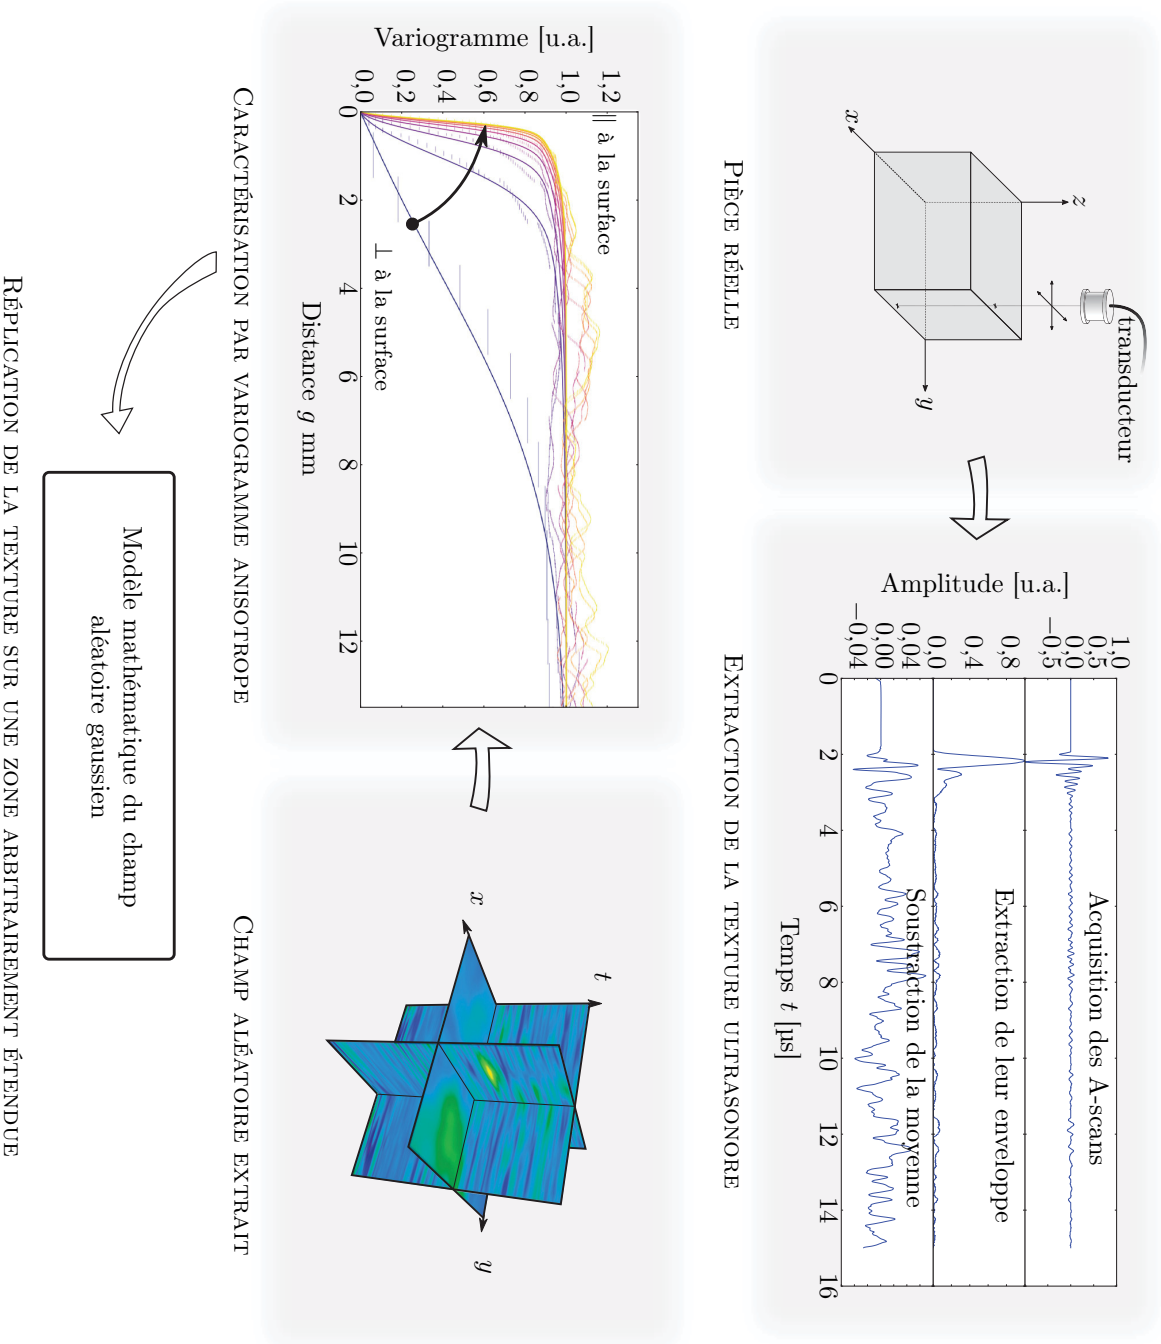 transducteur
z
x
y
PIÈCE RÉELLE
Amplitude [u.a.]
1,0
0,5
0,0
−0,5
Acquisition des A-scans
0,8
0,4
0,0
Extraction de leur enveloppe
0,04
0,00
−0,04
Soustraction de la moyenne
0 2 4 6 8 10 12 14 16
Temps t [µs]
EXTRACTION DE LA TEXTURE ULTRASONORE
Variogramme [u.a.]
1,2
1,0
0,8
0,6
0,4
0,2
0,0
∥ à la surface
⊥ à la surface
0 2 4 6 8 10 12
Distance g mm
CARACTÉRISATION PAR VARIOGRAMME ANISOTROPE
t
x
y
CHAMP ALÉATOIRE EXTRAIT
Modèle mathématique du champ
aléatoire gaussien
RÉPLICATION DE LA TEXTURE SUR UNE ZONE ARBITRAIREMENT ÉTENDUE